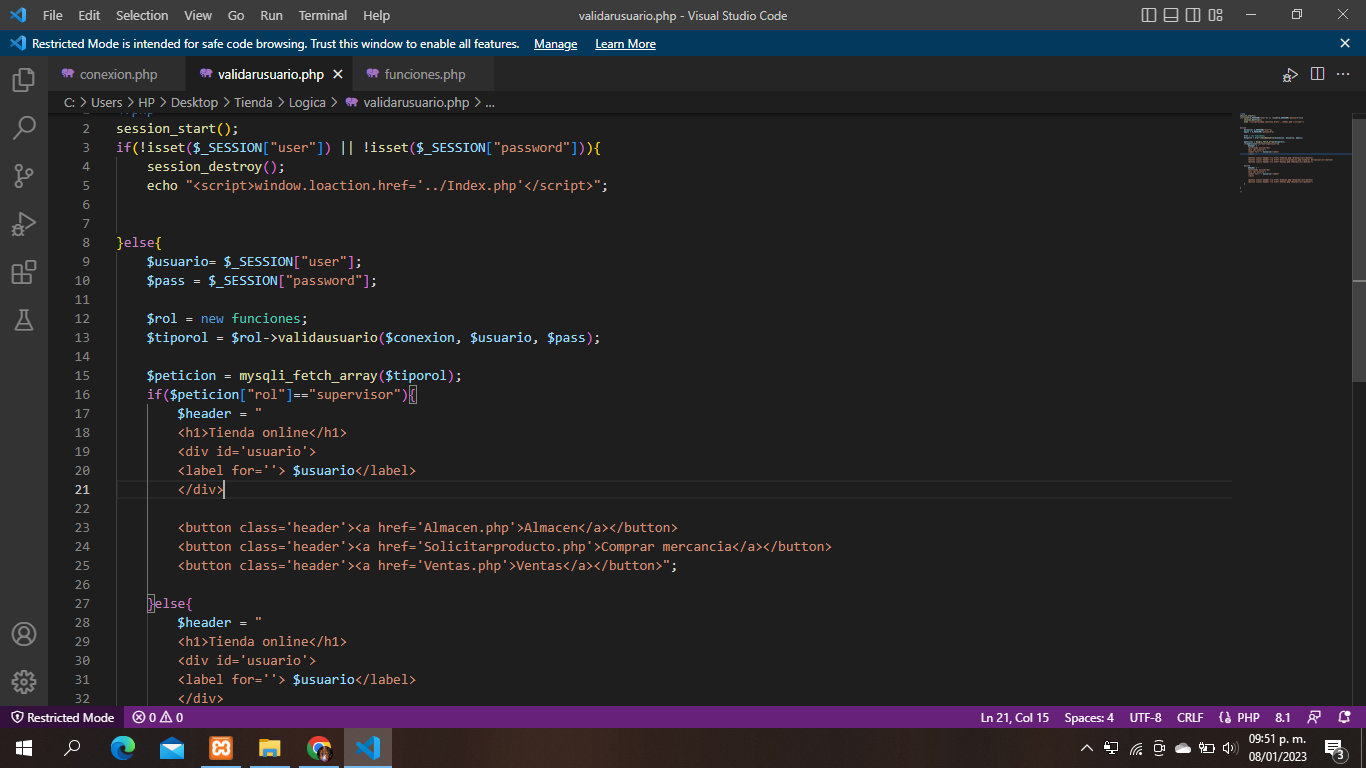 File Edit Selection View Go Run Terminal Help validarusuario.php - Visual Studio Code
Restricted Mode is intended for safe code browsing. Trust this window to enable all features. Manage Learn More
conexion.php validarusuario.php funciones.php
C: > Users > HP > Desktop > Tienda > Logica > validarusuario.php > ...
2 session_start();
3 if(!isset($_SESSION["user"]) || !isset($_SESSION["password"])){
4 session_destroy();
5 echo "<script>window.loaction.href='../Index.php'</script>";
6
7
8 }else{
9 $usuario= $_SESSION["user"];
10 $pass = $_SESSION["password"];
11
12 $rol = new funciones;
13 $tiporol = $rol->validausuario($conexion, $usuario, $pass);
14
15 $peticion = mysqli_fetch_array($tiporol);
16 if($peticion["rol"]=="supervisor"){
17 $header = "
18 <h1>Tienda online</h1>
19 <div id='usuario'>
20 <label for=''> $usuario</label>
21 </div>
22
23 <button class='header'><a href='Almacen.php'>Almacen</a></button>
24 <button class='header'><a href='Solicitarproducto.php'>Comprar mercancia</a></button>
25 <button class='header'><a href='Ventas.php'>Ventas</a></button>";
26
27 }else{
28 $header = "
29 <h1>Tienda online</h1>
30 <div id='usuario'>
31 <label for=''> $usuario</label>
32 </div>
Restricted Mode 0 0 Ln 21, Col 15 Spaces: 4 UTF-8 CRLF PHP 8.1
09:51 p. m.
08/01/2023
3